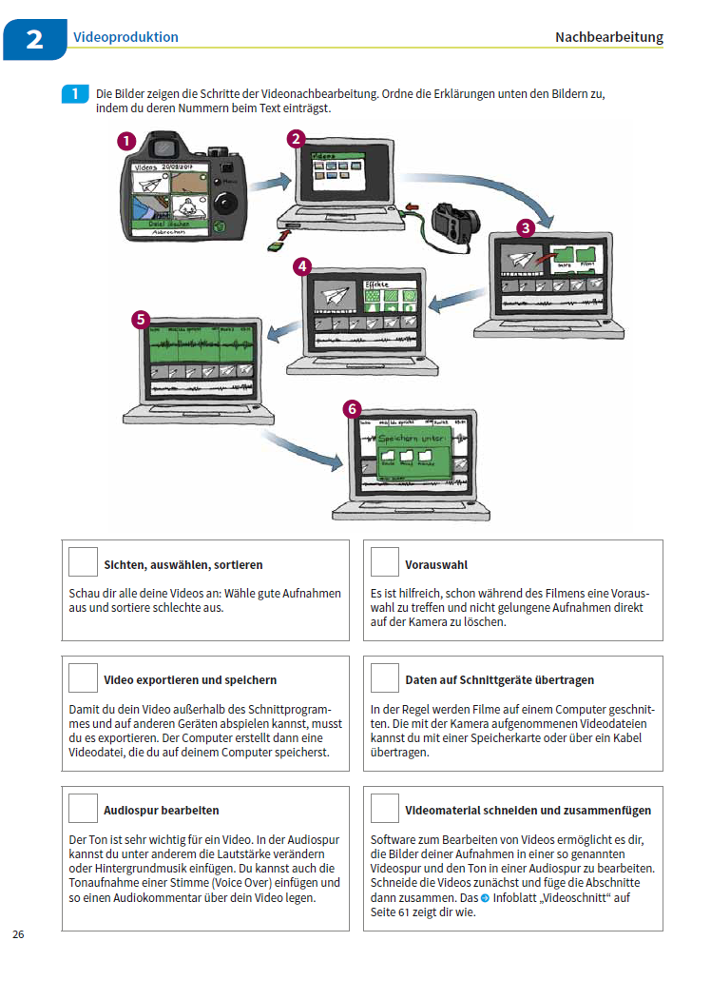 2
Videoproduktion
Nachbearbeitung
1
Die Bilder zeigen die Schritte der Videonachbearbeitung. Ordne die Erklärungen unten den Bildern zu,
indem du deren Nummern beim Text einträgst.
1
Videos 20/03/2017
Menü
Datei löschen
Abbrechen
2
Videos
3
Intro
Filme
4
Effekte
5
6
Speichern unter:
Sichten, auswählen, sortieren
Schau dir alle deine Videos an: Wähle gute Aufnahmen
aus und sortiere schlechte aus.
Vorauswahl
Es ist hilfreich, schon während des Filmens eine Voraus-
wahl zu treffen und nicht gelungene Aufnahmen direkt
auf der Kamera zu löschen.
Video exportieren und speichern
Damit du dein Video außerhalb des Schnittprogram-
mes und auf anderen Geräten abspielen kannst, musst
du es exportieren. Der Computer erstellt dann eine
Videodatei, die du auf deinem Computer speicherst.
Daten auf Schnittgeräte übertragen
In der Regel werden Filme auf einem Computer geschnit-
ten. Die mit der Kamera aufgenommenen Videodateien
kannst du mit einer Speicherkarte oder über ein Kabel
übertragen.
Audiospur bearbeiten
Der Ton ist sehr wichtig für ein Video. In der Audiospur
kannst du unter anderem die Lautstärke verändern
oder Hintergrundmusik einfügen. Du kannst auch die
Tonaufnahme einer Stimme (Voice Over) einfügen und
so einen Audiokommentar über dein Video legen.
Videomaterial schneiden und zusammenfügen
Software zum Bearbeiten von Videos ermöglicht es dir,
die Bilder deiner Aufnahmen in einer so genannten
Videospur und den Ton in einer Audiospur zu bearbeiten.
Schneide die Videos zunächst und füge die Abschnitte
dann zusammen. Das Infoblatt „Videoschnitt“ auf
Seite 61 zeigt dir wie.
26